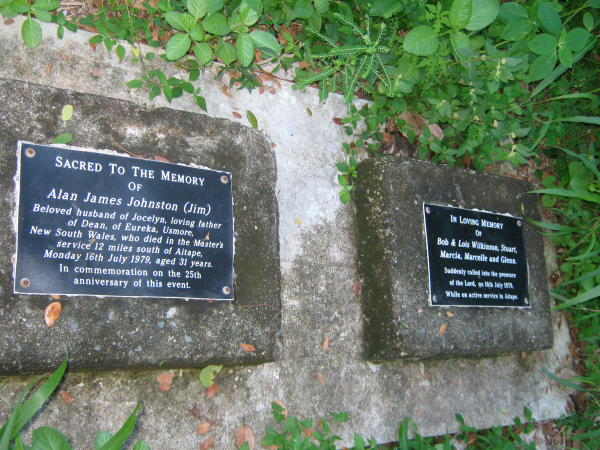 SACRED TO THE MEMORY
OF
Alan James Johnston (Jim)
Beloved husband of Jocelyn, loving father
of Dean, of Eureka, Usmore,
New South Wales, who died in the Master's
service 12 miles south of Aitape,
Monday 16th July 1979, aged 31 years.
In commemoration on the 25th
anniversary of this event.
IN LOVING MEMORY
OF
Bob & Lois Wilkinson, Stuart,
Marcia, Marcelle and Glenn.
Suddenly called into the presence
of the Lord, on 16th July 1979,
While on active service in Aitape.